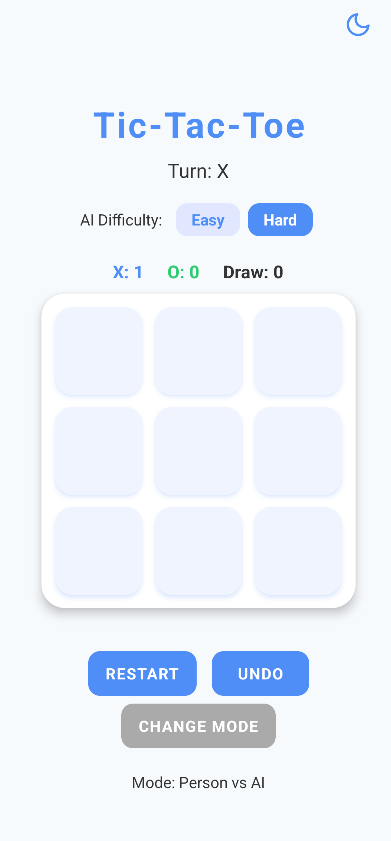 Tic-Tac-Toe
Turn: X
AI Difficulty: Easy Hard
X: 1 O: 0 Draw: 0
RESTART UNDO
CHANGE MODE
Mode: Person vs AI